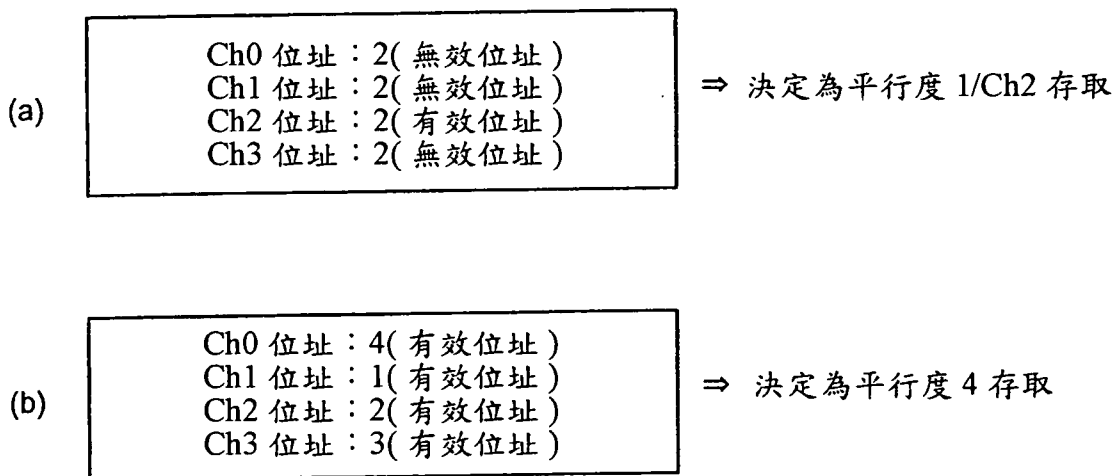 (a)
Ch0 位址：2( 無效位址 )
Ch1 位址：2( 無效位址 )
Ch2 位址：2( 有效位址 )
Ch3 位址：2( 無效位址 )
⇒ 決定為平行度 1/Ch2 存取
(b)
Ch0 位址：4( 有效位址 )
Ch1 位址：1( 有效位址 )
Ch2 位址：2( 有效位址 )
Ch3 位址：3( 有效位址 )
⇒ 決定為平行度 4 存取